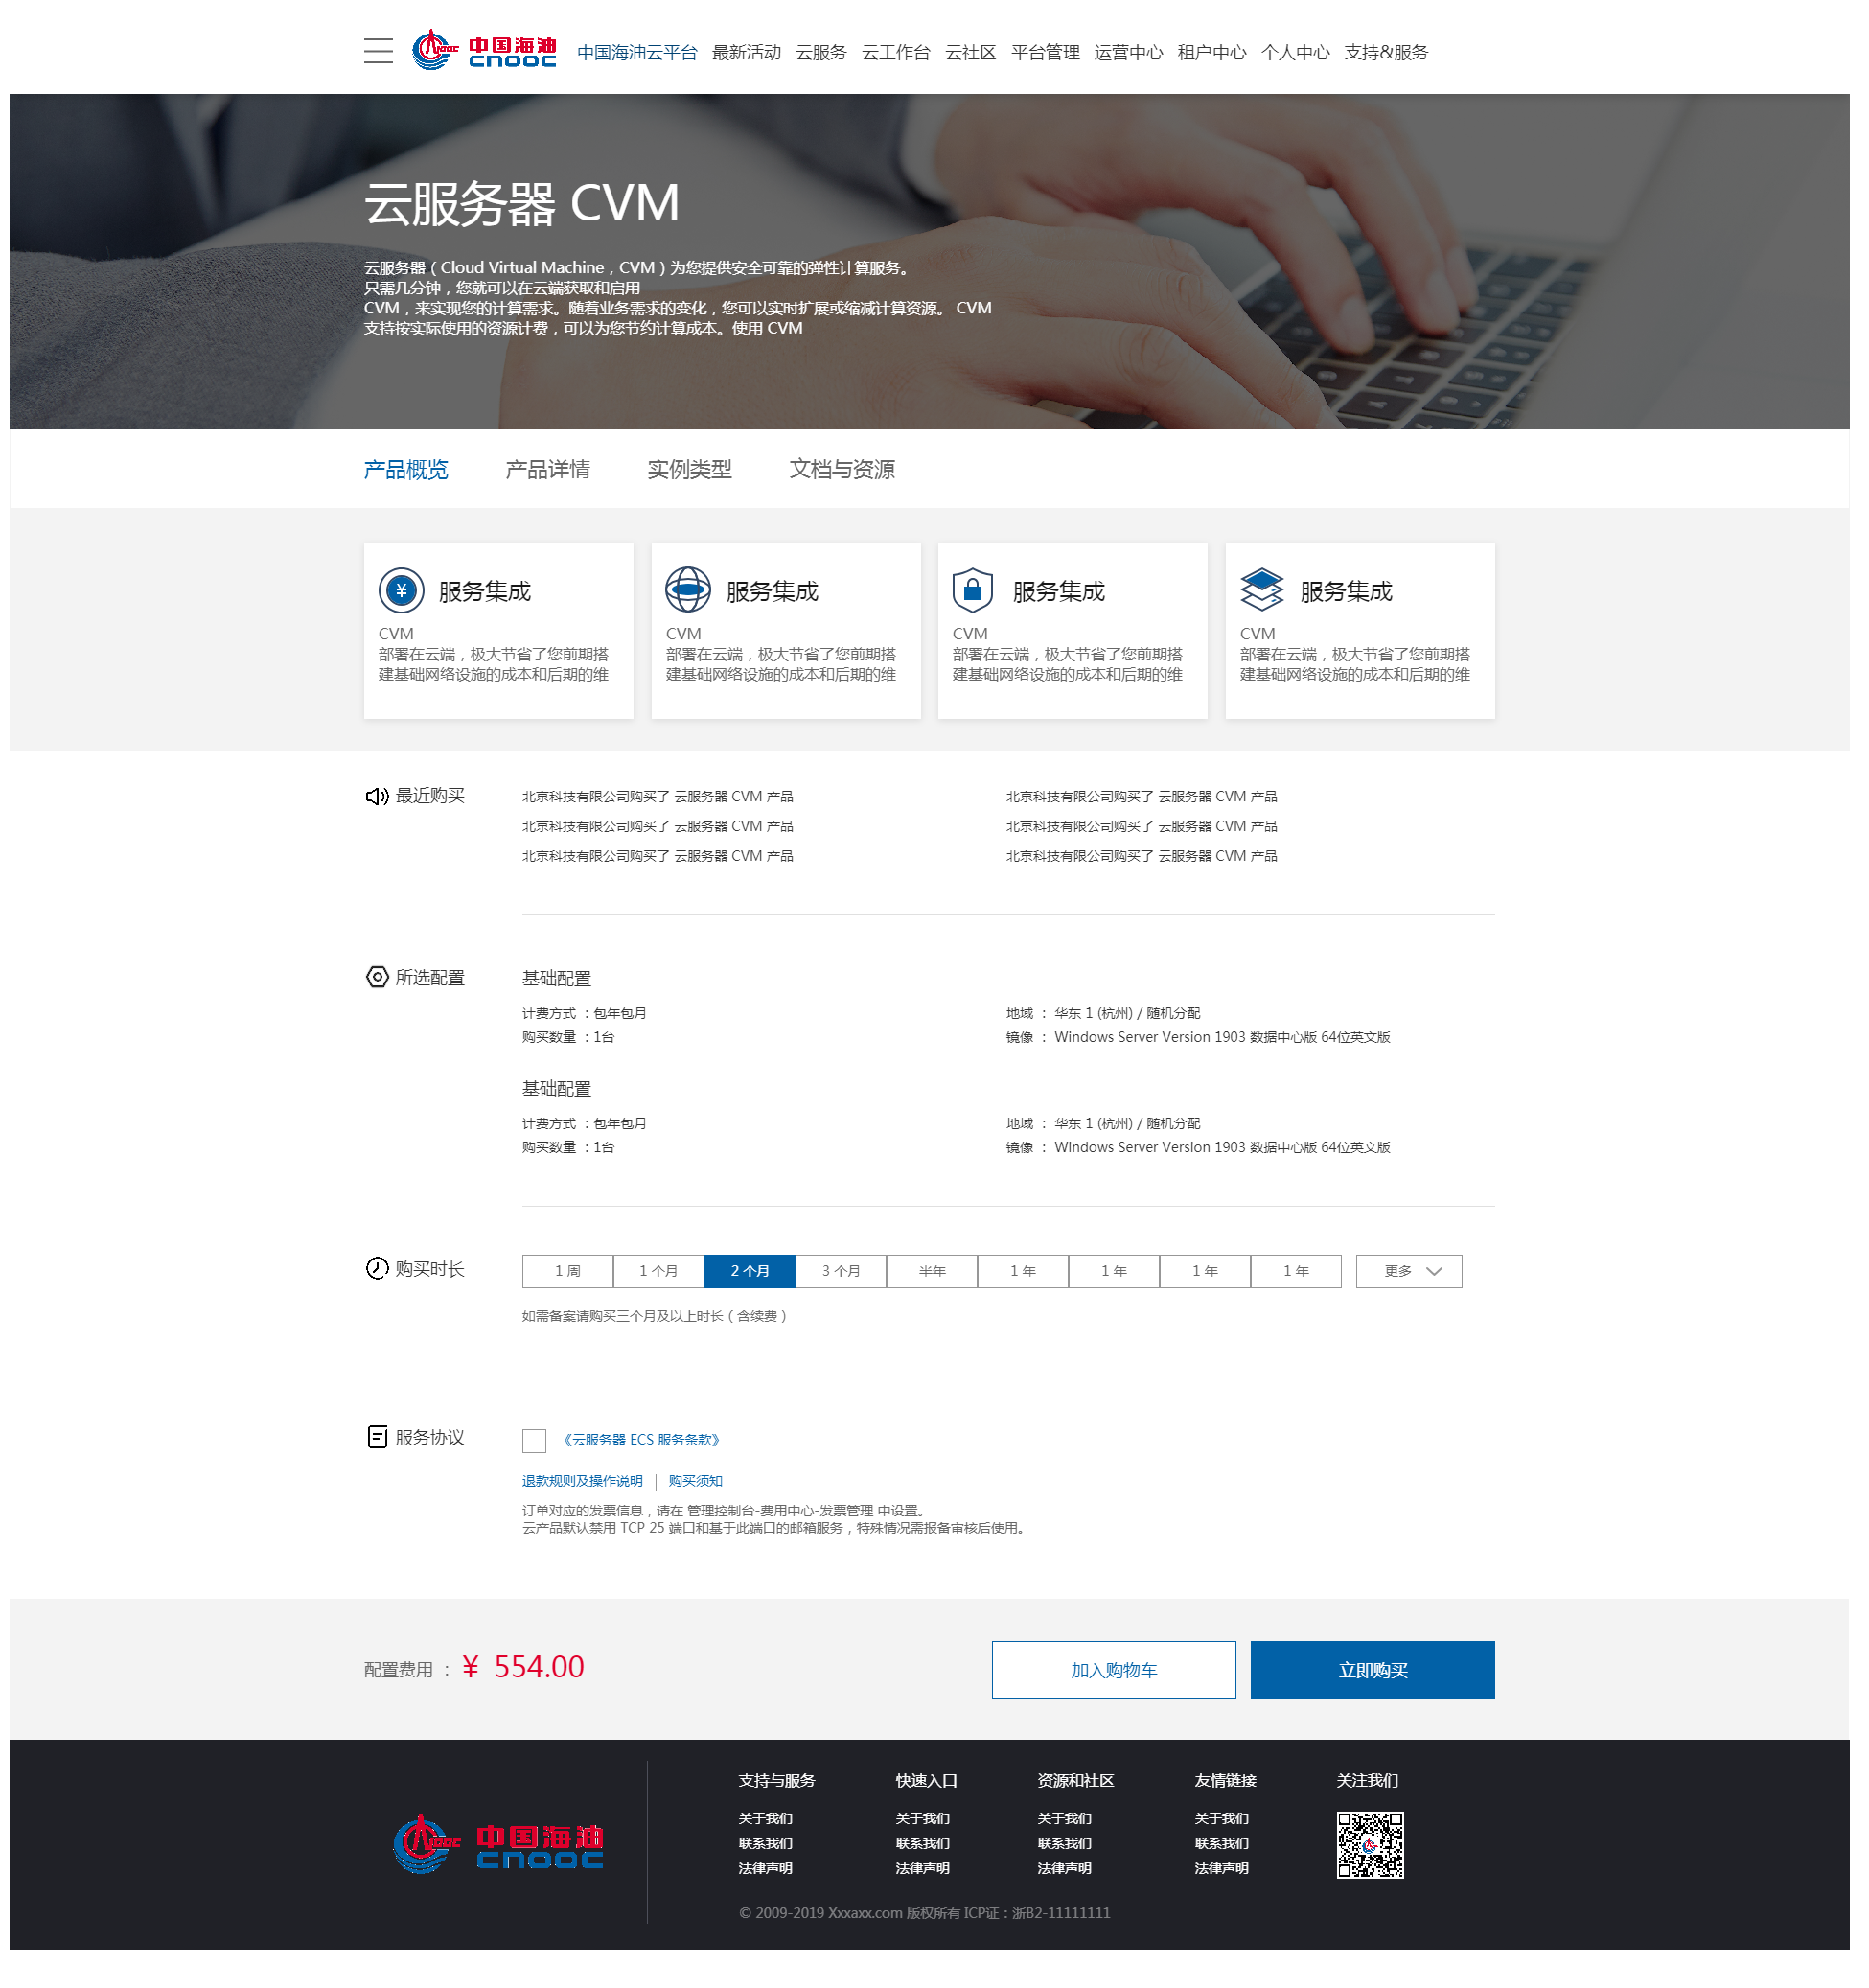 中国海油
CNOOC
中国海油云平台 最新活动 云服务 云工作台 云社区 平台管理 运营中心 租户中心 个人中心 支持&服务
云服务器 CVM
云服务器（Cloud Virtual Machine，CVM）为您提供安全可靠的弹性计算服务。
只需几分钟，您就可以在云端获取和启用
CVM，来实现您的计算需求。随着业务需求的变化，您可以实时扩展或缩减计算资源。 CVM
支持按实际使用的资源计费，可以为您节约计算成本。使用 CVM
产品概览 产品详情 实例类型 文档与资源
服务集成
CVM
部署在云端，极大节省了您前期搭
建基础网络设施的成本和后期的维
服务集成
CVM
部署在云端，极大节省了您前期搭
建基础网络设施的成本和后期的维
服务集成
CVM
部署在云端，极大节省了您前期搭
建基础网络设施的成本和后期的维
服务集成
CVM
部署在云端，极大节省了您前期搭
建基础网络设施的成本和后期的维
最近购买
北京科技有限公司购买了 云服务器 CVM 产品 北京科技有限公司购买了 云服务器 CVM 产品
北京科技有限公司购买了 云服务器 CVM 产品 北京科技有限公司购买了 云服务器 CVM 产品
北京科技有限公司购买了 云服务器 CVM 产品 北京科技有限公司购买了 云服务器 CVM 产品
所选配置
基础配置
计费方式 ：包年包月 地域 ： 华东 1 (杭州) / 随机分配
购买数量 ：1台 镜像 ： Windows Server Version 1903 数据中心版 64位英文版
基础配置
计费方式 ：包年包月 地域 ： 华东 1 (杭州) / 随机分配
购买数量 ：1台 镜像 ： Windows Server Version 1903 数据中心版 64位英文版
购买时长
1 周 1 个月 2 个月 3 个月 半年 1 年 1 年 1 年 1 年 更多
如需备案请购买三个月及以上时长（含续费）
服务协议
《云服务器 ECS 服务条款》
退款规则及操作说明 | 购买须知
订单对应的发票信息，请在 管理控制台-费用中心-发票管理 中设置。
云产品默认禁用 TCP 25 端口和基于此端口的邮箱服务，特殊情况需报备审核后使用。
配置费用 ： ¥ 554.00 加入购物车 立即购买
中国海油
CNOOC
支持与服务 快速入口 资源和社区 友情链接 关注我们
关于我们 关于我们 关于我们 关于我们
联系我们 联系我们 联系我们 联系我们
法律声明 法律声明 法律声明 法律声明
© 2009-2019 Xxxaxx.com 版权所有 ICP证：浙B2-11111111